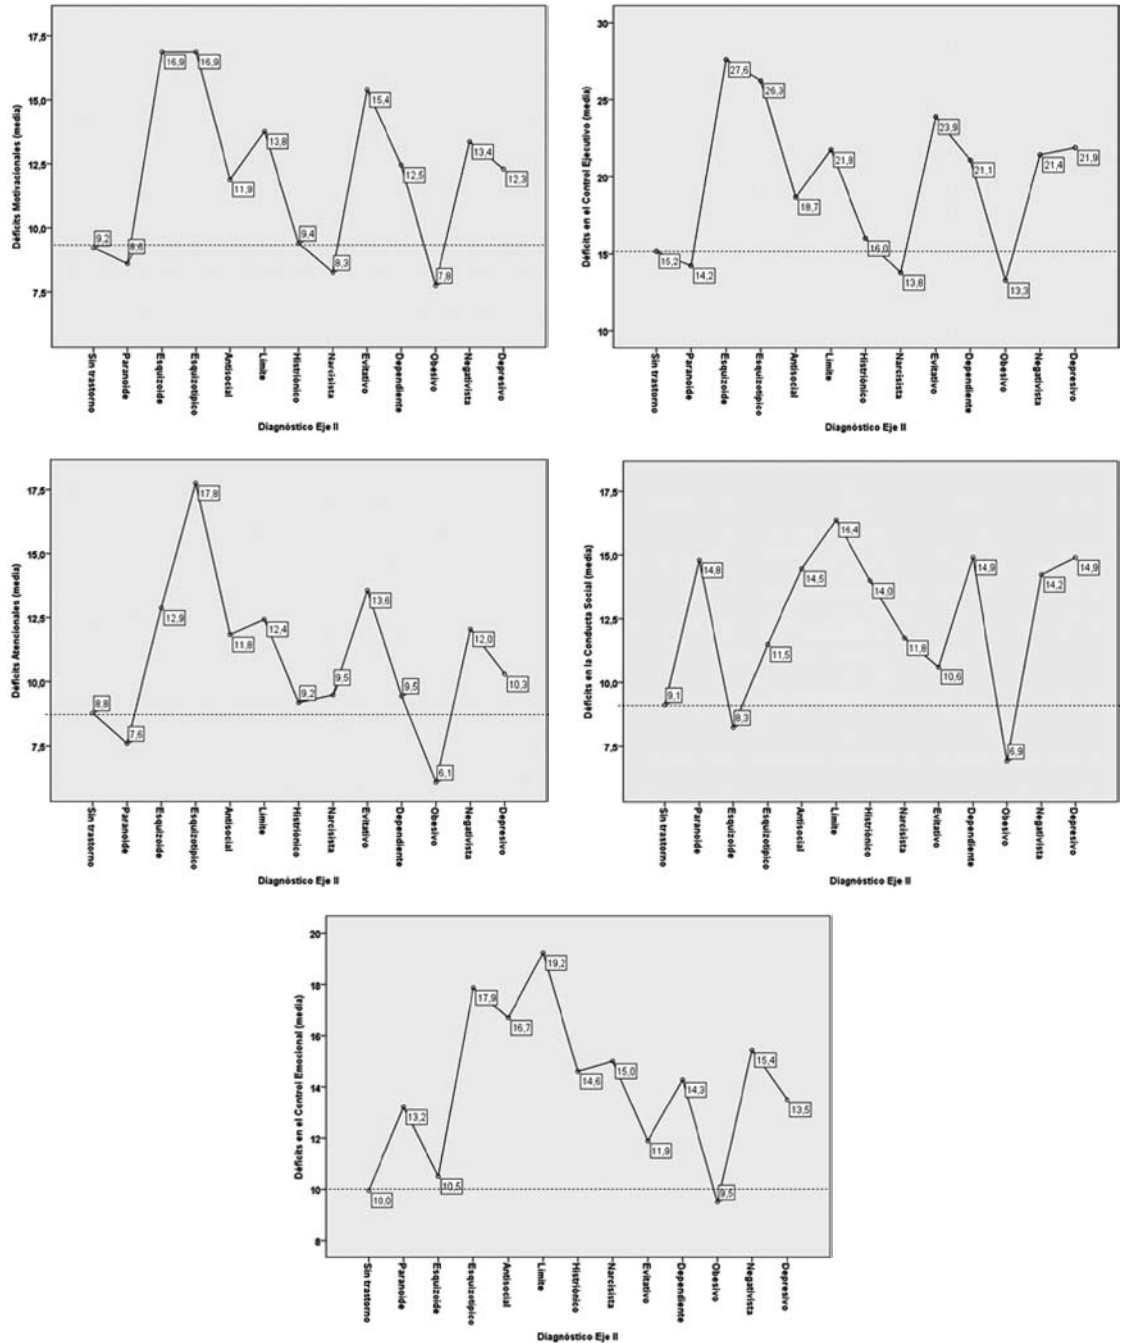 Déficits Motivacionales (media)
17,5
15,0
12,5
10,0
7,5
9,2
8,6
16,9
16,9
11,9
13,8
9,4
8,3
15,4
12,5
7,8
13,4
12,3
Sin trastorno
Paranoide
Esquizoide
Esquizotípico
Antisocial
Límite
Histriónico
Narcisista
Evitativo
Dependiente
Obesivo
Negativista
Depresivo
Diagnóstico Eje II
Déficits en el Control Ejecutivo (media)
30
25
20
15
10
15,2
14,2
27,6
26,3
18,7
21,8
16,0
13,8
23,9
21,1
13,3
21,4
21,9
Sin trastorno
Paranoide
Esquizoide
Esquizotípico
Antisocial
Límite
Histriónico
Narcisista
Evitativo
Dependiente
Obesivo
Negativista
Depresivo
Diagnóstico Eje II
Déficits Atencionales (media)
17,5
15,0
12,5
10,0
7,5
8,8
7,6
12,9
17,8
11,8
12,4
9,2
9,5
13,6
9,5
6,1
12,0
10,3
Sin trastorno
Paranoide
Esquizoide
Esquizotípico
Antisocial
Límite
Histriónico
Narcisista
Evitativo
Dependiente
Obesivo
Negativista
Depresivo
Diagnóstico Eje II
Déficits en la Conducta Social (media)
17,5
15,0
12,5
10,0
7,5
9,1
14,8
8,3
11,5
14,5
16,4
14,0
11,8
10,6
14,9
6,9
14,2
14,9
Sin trastorno
Paranoide
Esquizoide
Esquizotípico
Antisocial
Límite
Histriónico
Narcisista
Evitativo
Dependiente
Obesivo
Negativista
Depresivo
Diagnóstico Eje II
Déficits en el Control Emocional (media)
20
18
16
14
12
10
8
10,0
13,2
10,5
17,9
16,7
19,2
14,6
15,0
11,9
14,3
9,5
15,4
13,5
Sin trastorno
Paranoide
Esquizoide
Esquizotípico
Antisocial
Límite
Histriónico
Narcisista
Evitativo
Dependiente
Obesivo
Negativista
Depresivo
Diagnóstico Eje II